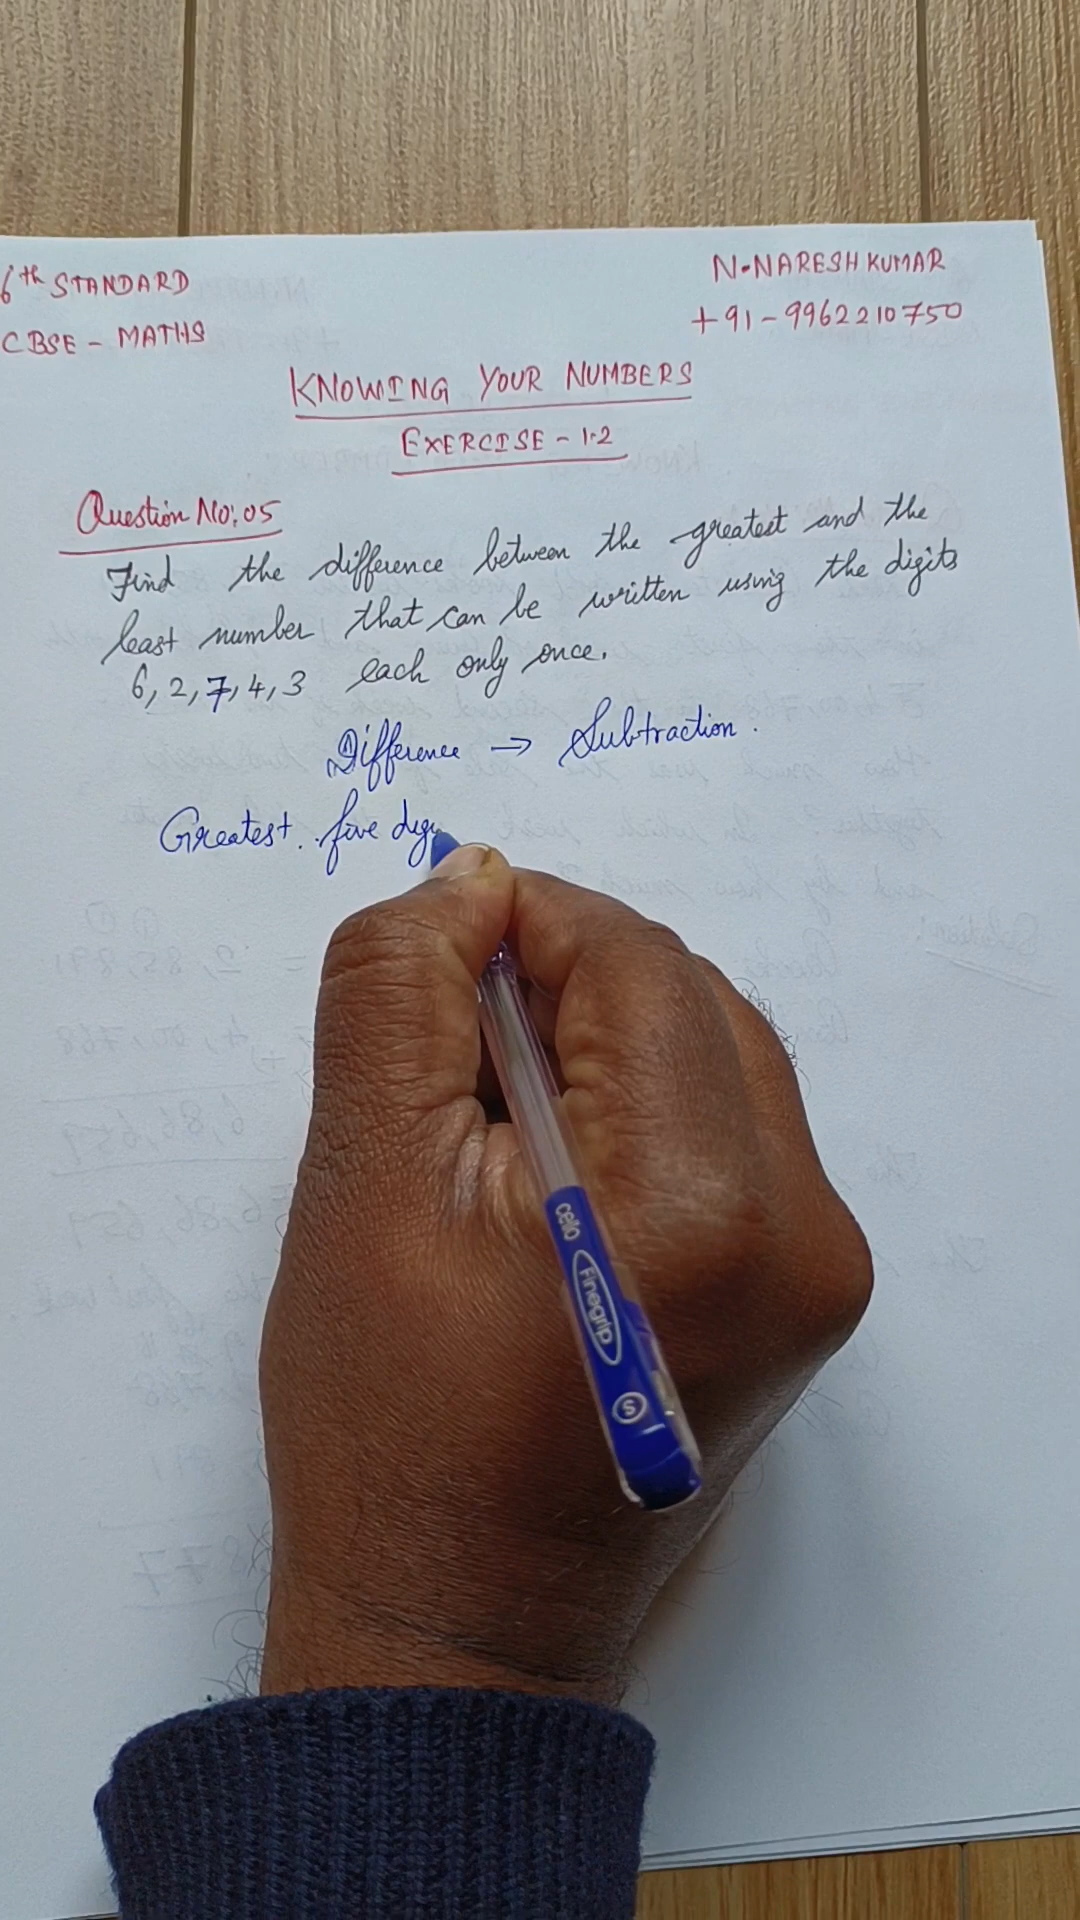 6th STANDARD
N. NARESH KUMAR
CBSE - MATHS
+91 - 9962210750
KNOWING YOUR NUMBERS
EXERCISE - 1.2
Question No: 05
Find the difference between the greatest and the
least number that can be written using the digits
6, 2, 7, 4, 3 each only once.
Difference → Subtraction.
Greatest. five
cello
Finegrip
S